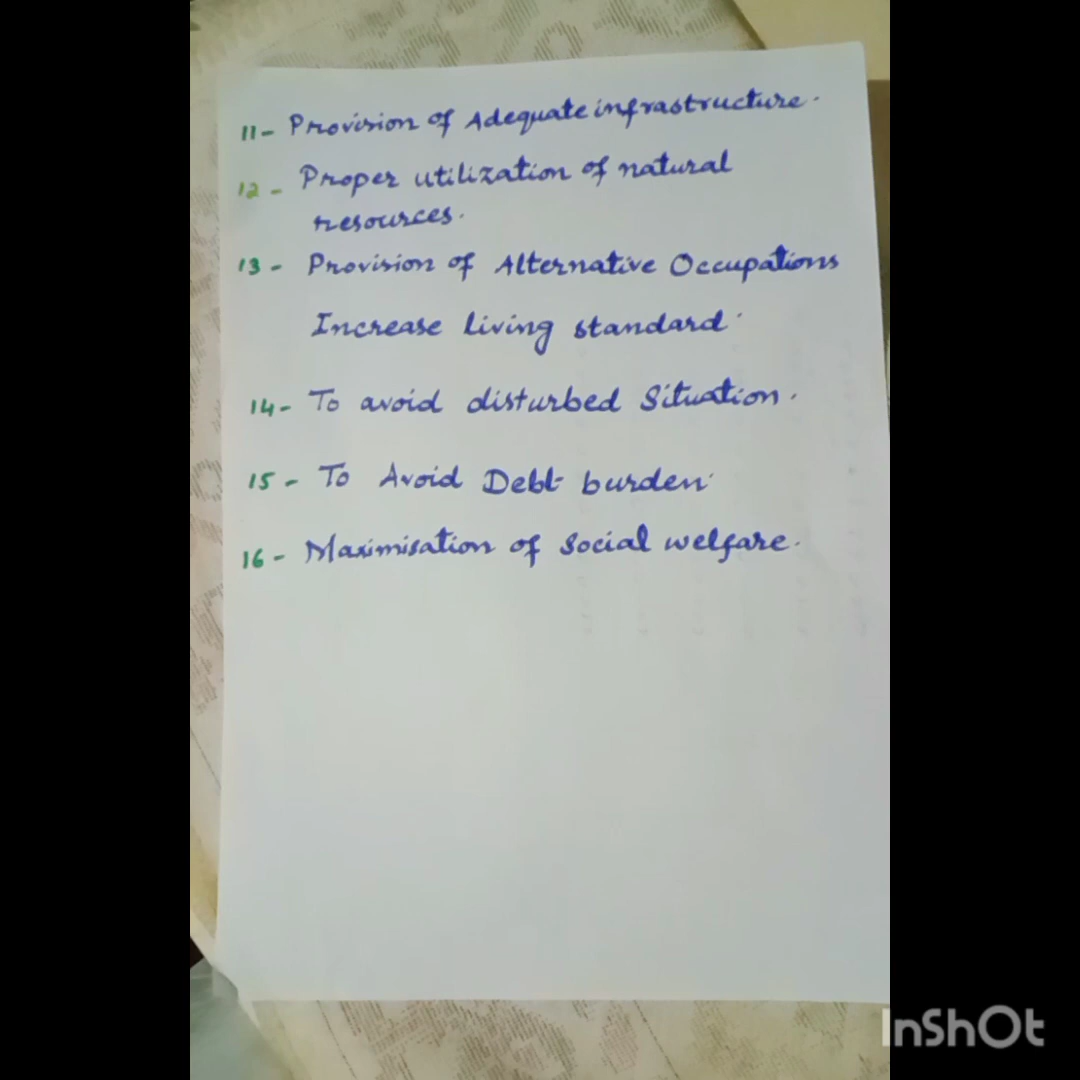 11- Provision of Adequate infrastructure.
12- Proper utilization of natural
resources.
13- Provision of Alternative Occupations
Increase living standard.
14- To avoid disturbed Situation.
15- To Avoid Debt burden.
16- Maximisation of Social welfare.
InShOt